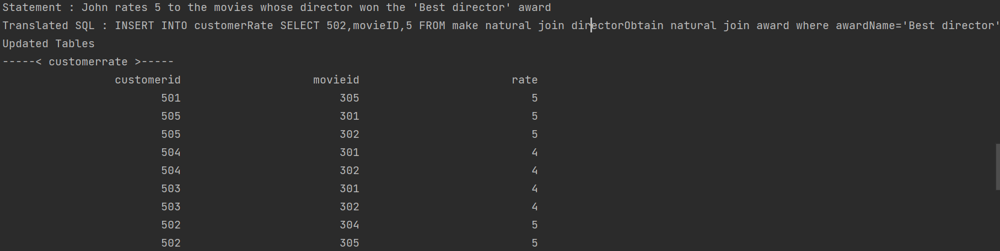 Statement : John rates 5 to the movies whose director won the 'Best director' award
Translated SQL : INSERT INTO customerRate SELECT 502,movieID,5 FROM make natural join directorObtain natural join award where awardName='Best director'
Updated Tables
-----< customerrate >-----
customerid movieid rate
501 305 5
505 301 5
505 302 5
504 301 4
504 302 4
503 301 4
503 302 4
502 304 5
502 305 5